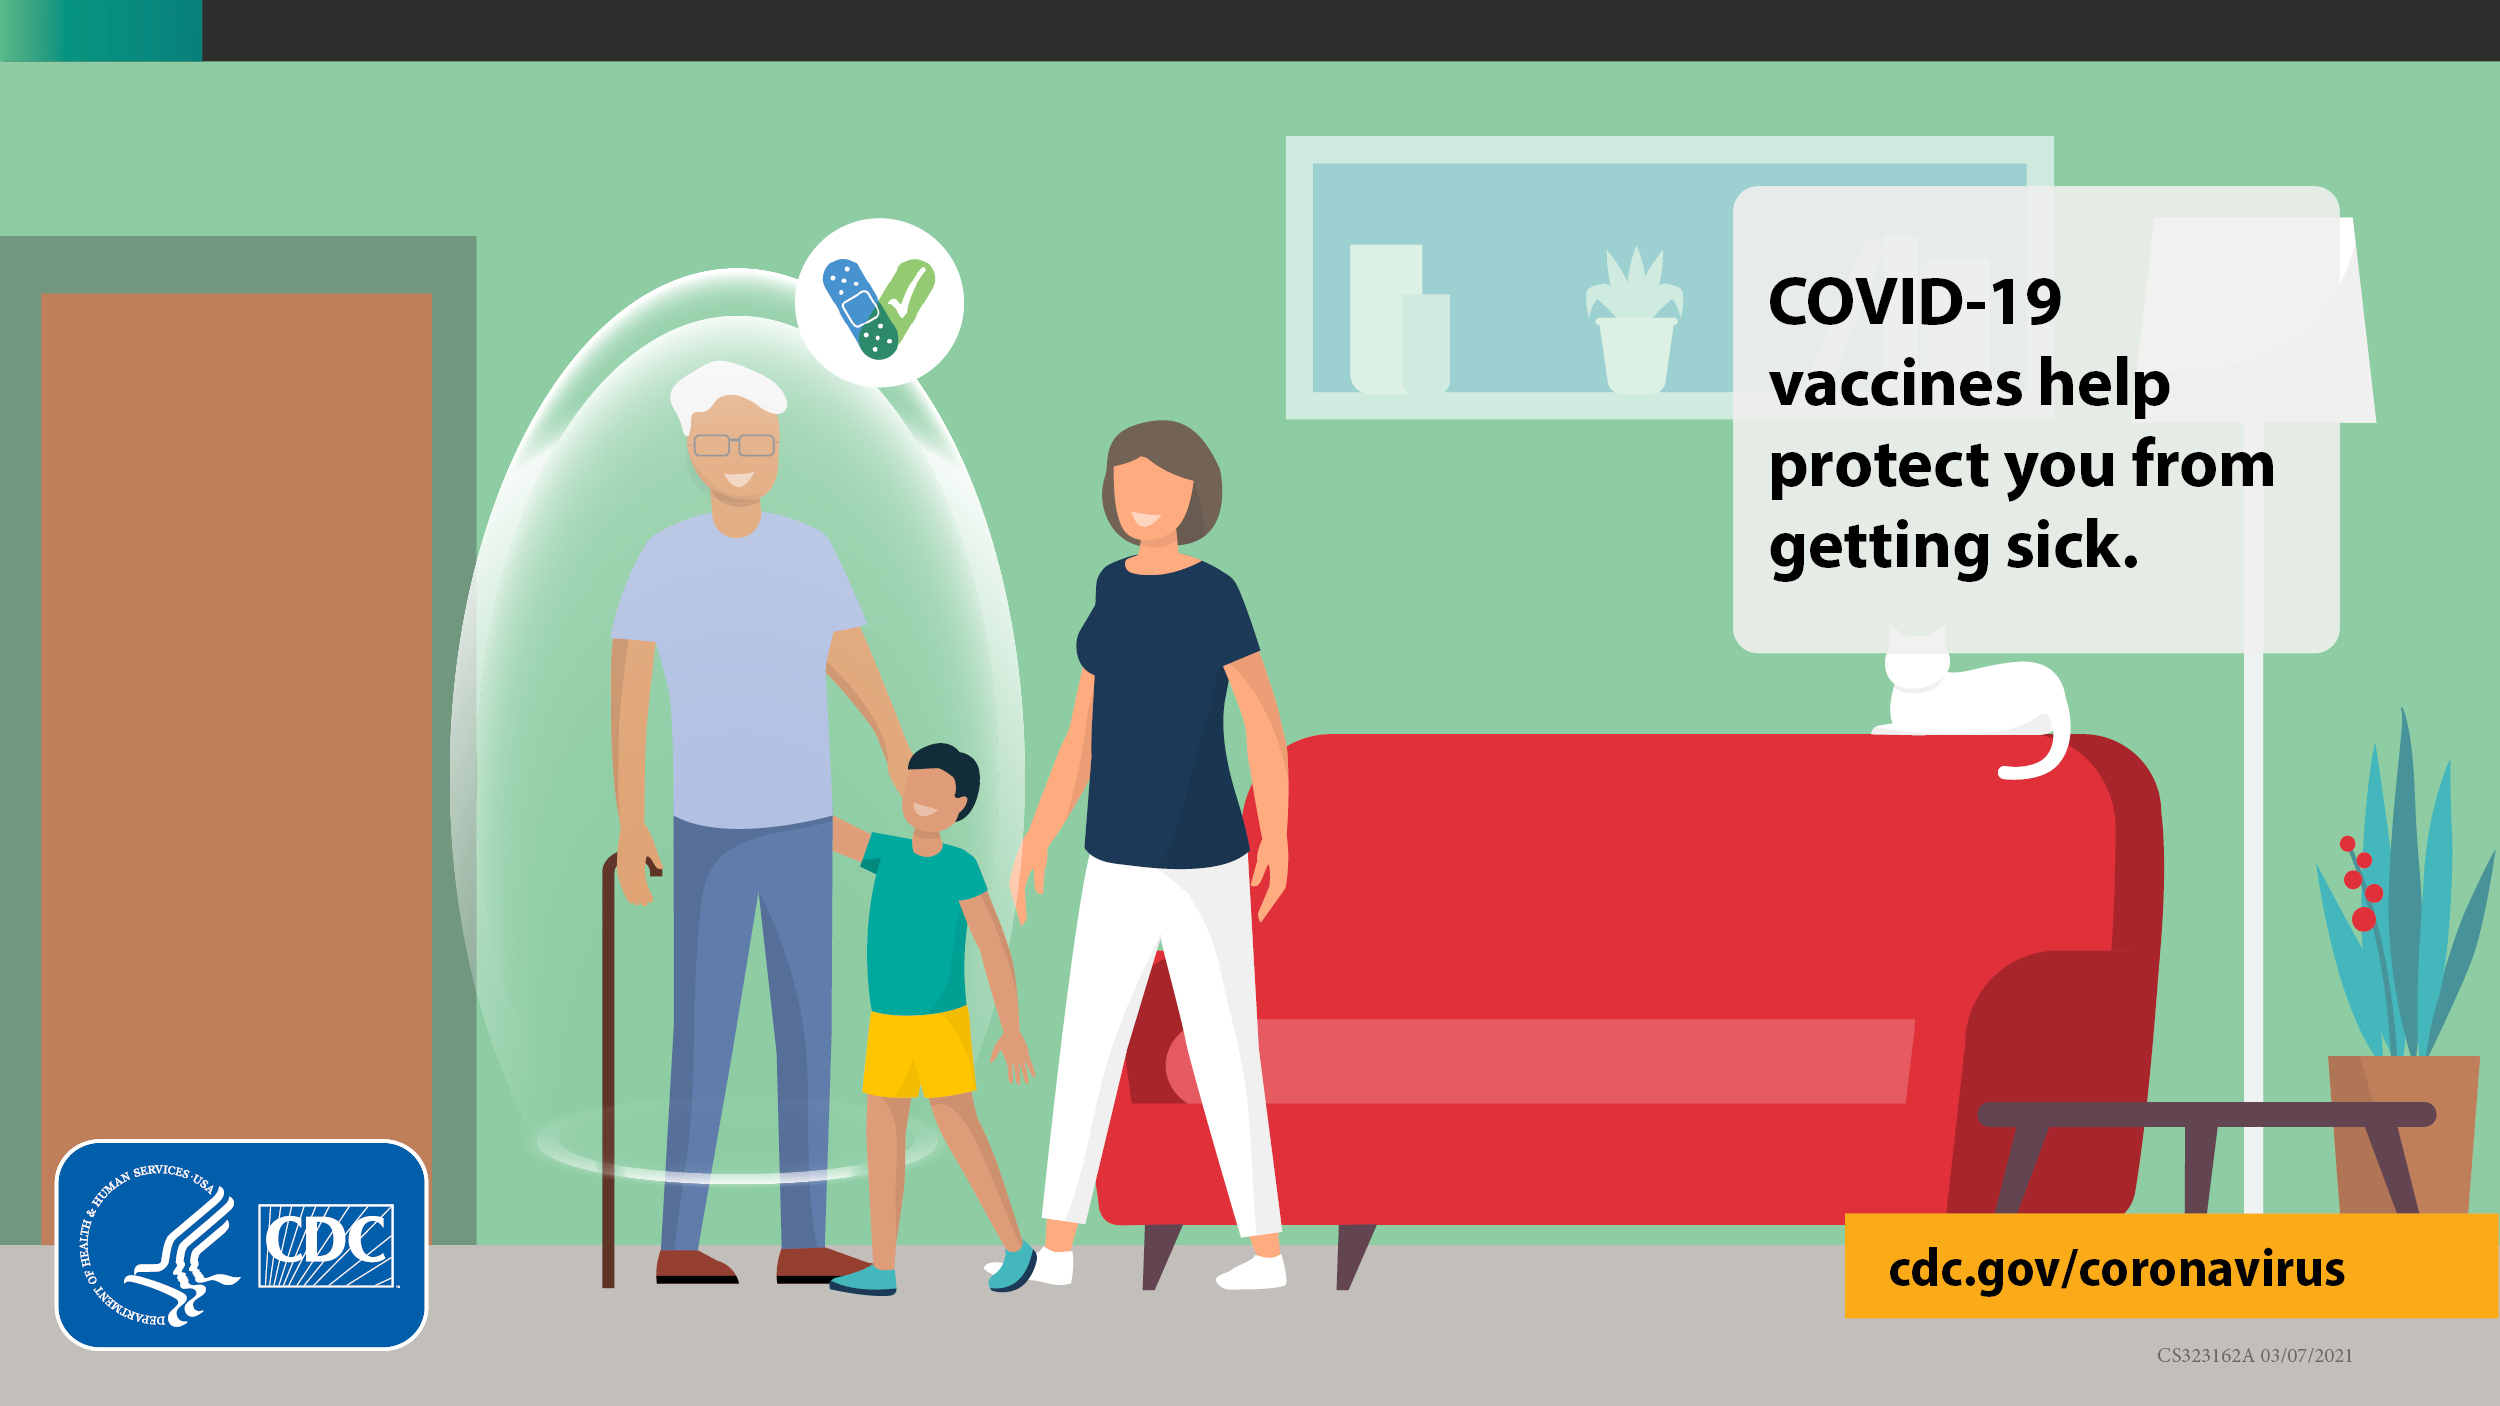 COVID-19
vaccines help
protect you from
getting sick.
DEPARTMENT OF HEALTH & HUMAN SERVICES · USA
CDC
cdc.gov/coronavirus
CS323162A 03/07/2021